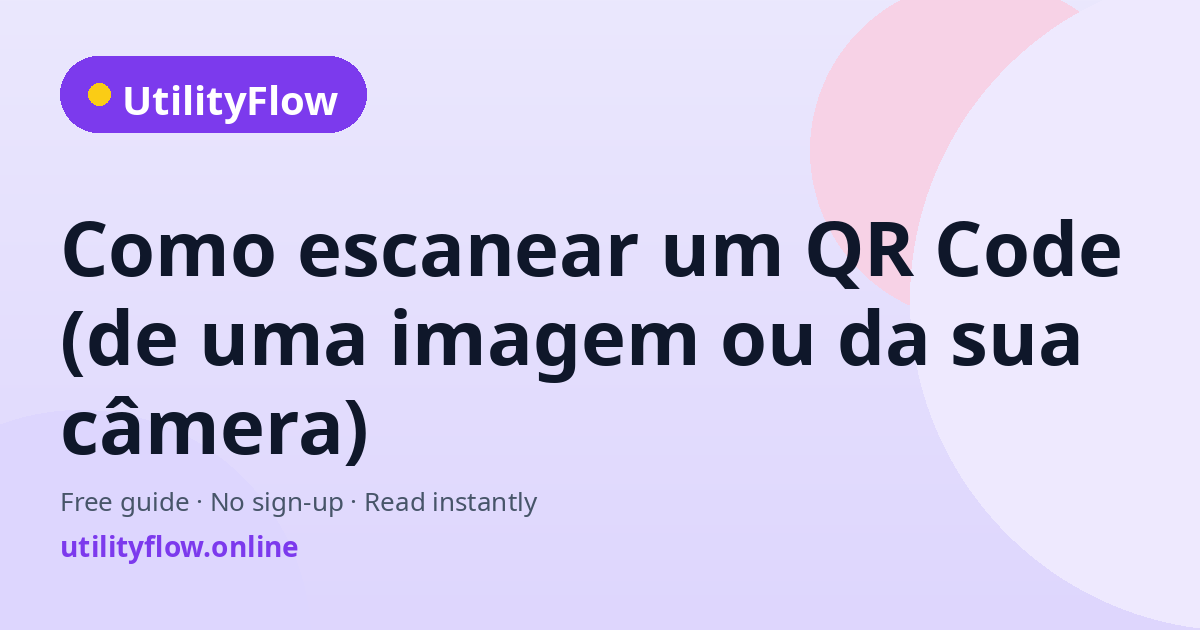 UtilityFlow
Como escanear um QR Code
(de uma imagem ou da sua
câmera)
Free guide · No sign-up · Read instantly
utilityflow.online